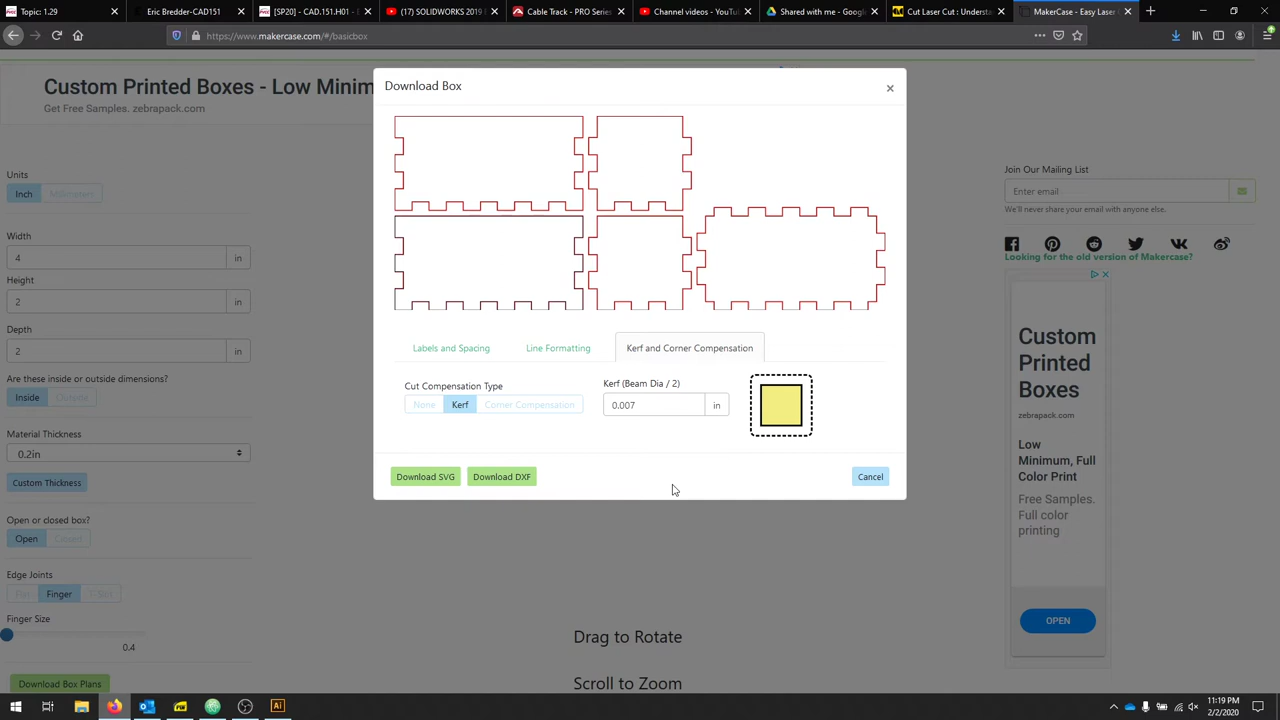 Topic: 1.29
Eric Bredder-CAD151
[SP20] - CAD.151.H01 - E
(17) SOLIDWORKS 2019
Cable Track - PRO Series
Channel videos - YouTu
Shared with me - Google
Cut Laser Cut : Understa
MakerCase - Easy Laser
https://www.makercase.com/#/basicbox
Custom Printed Boxes - Low Minim
Get Free Samples. zebrapack.com
Download Box
×
Units
Inch
Millimeters
Width
4
in
Height
2
in
Depth
2
in
Are these inside or outside dimensions?
Inside
Outside
Material Thickness
0.2in
Custom Thickness
Open or closed box?
Open
Closed
Edge Joints
Flat
Finger
T-Slot
Finger Size
0.4
Download Box Plans
Labels and Spacing
Line Formatting
Kerf and Corner Compensation
Cut Compensation Type
None
Kerf
Corner Compensation
Kerf (Beam Dia / 2)
0.007
in
Download SVG
Download DXF
Cancel
Drag to Rotate
Scroll to Zoom
Join Our Mailing List
Enter email
We'll never share your email with anyone else.
Looking for the old version of Makercase?
Custom
Printed
Boxes
zebrapack.com
Low
Minimum, Full
Color Print
Free Samples.
Full color
printing
OPEN
11:19 PM
2/2/2020